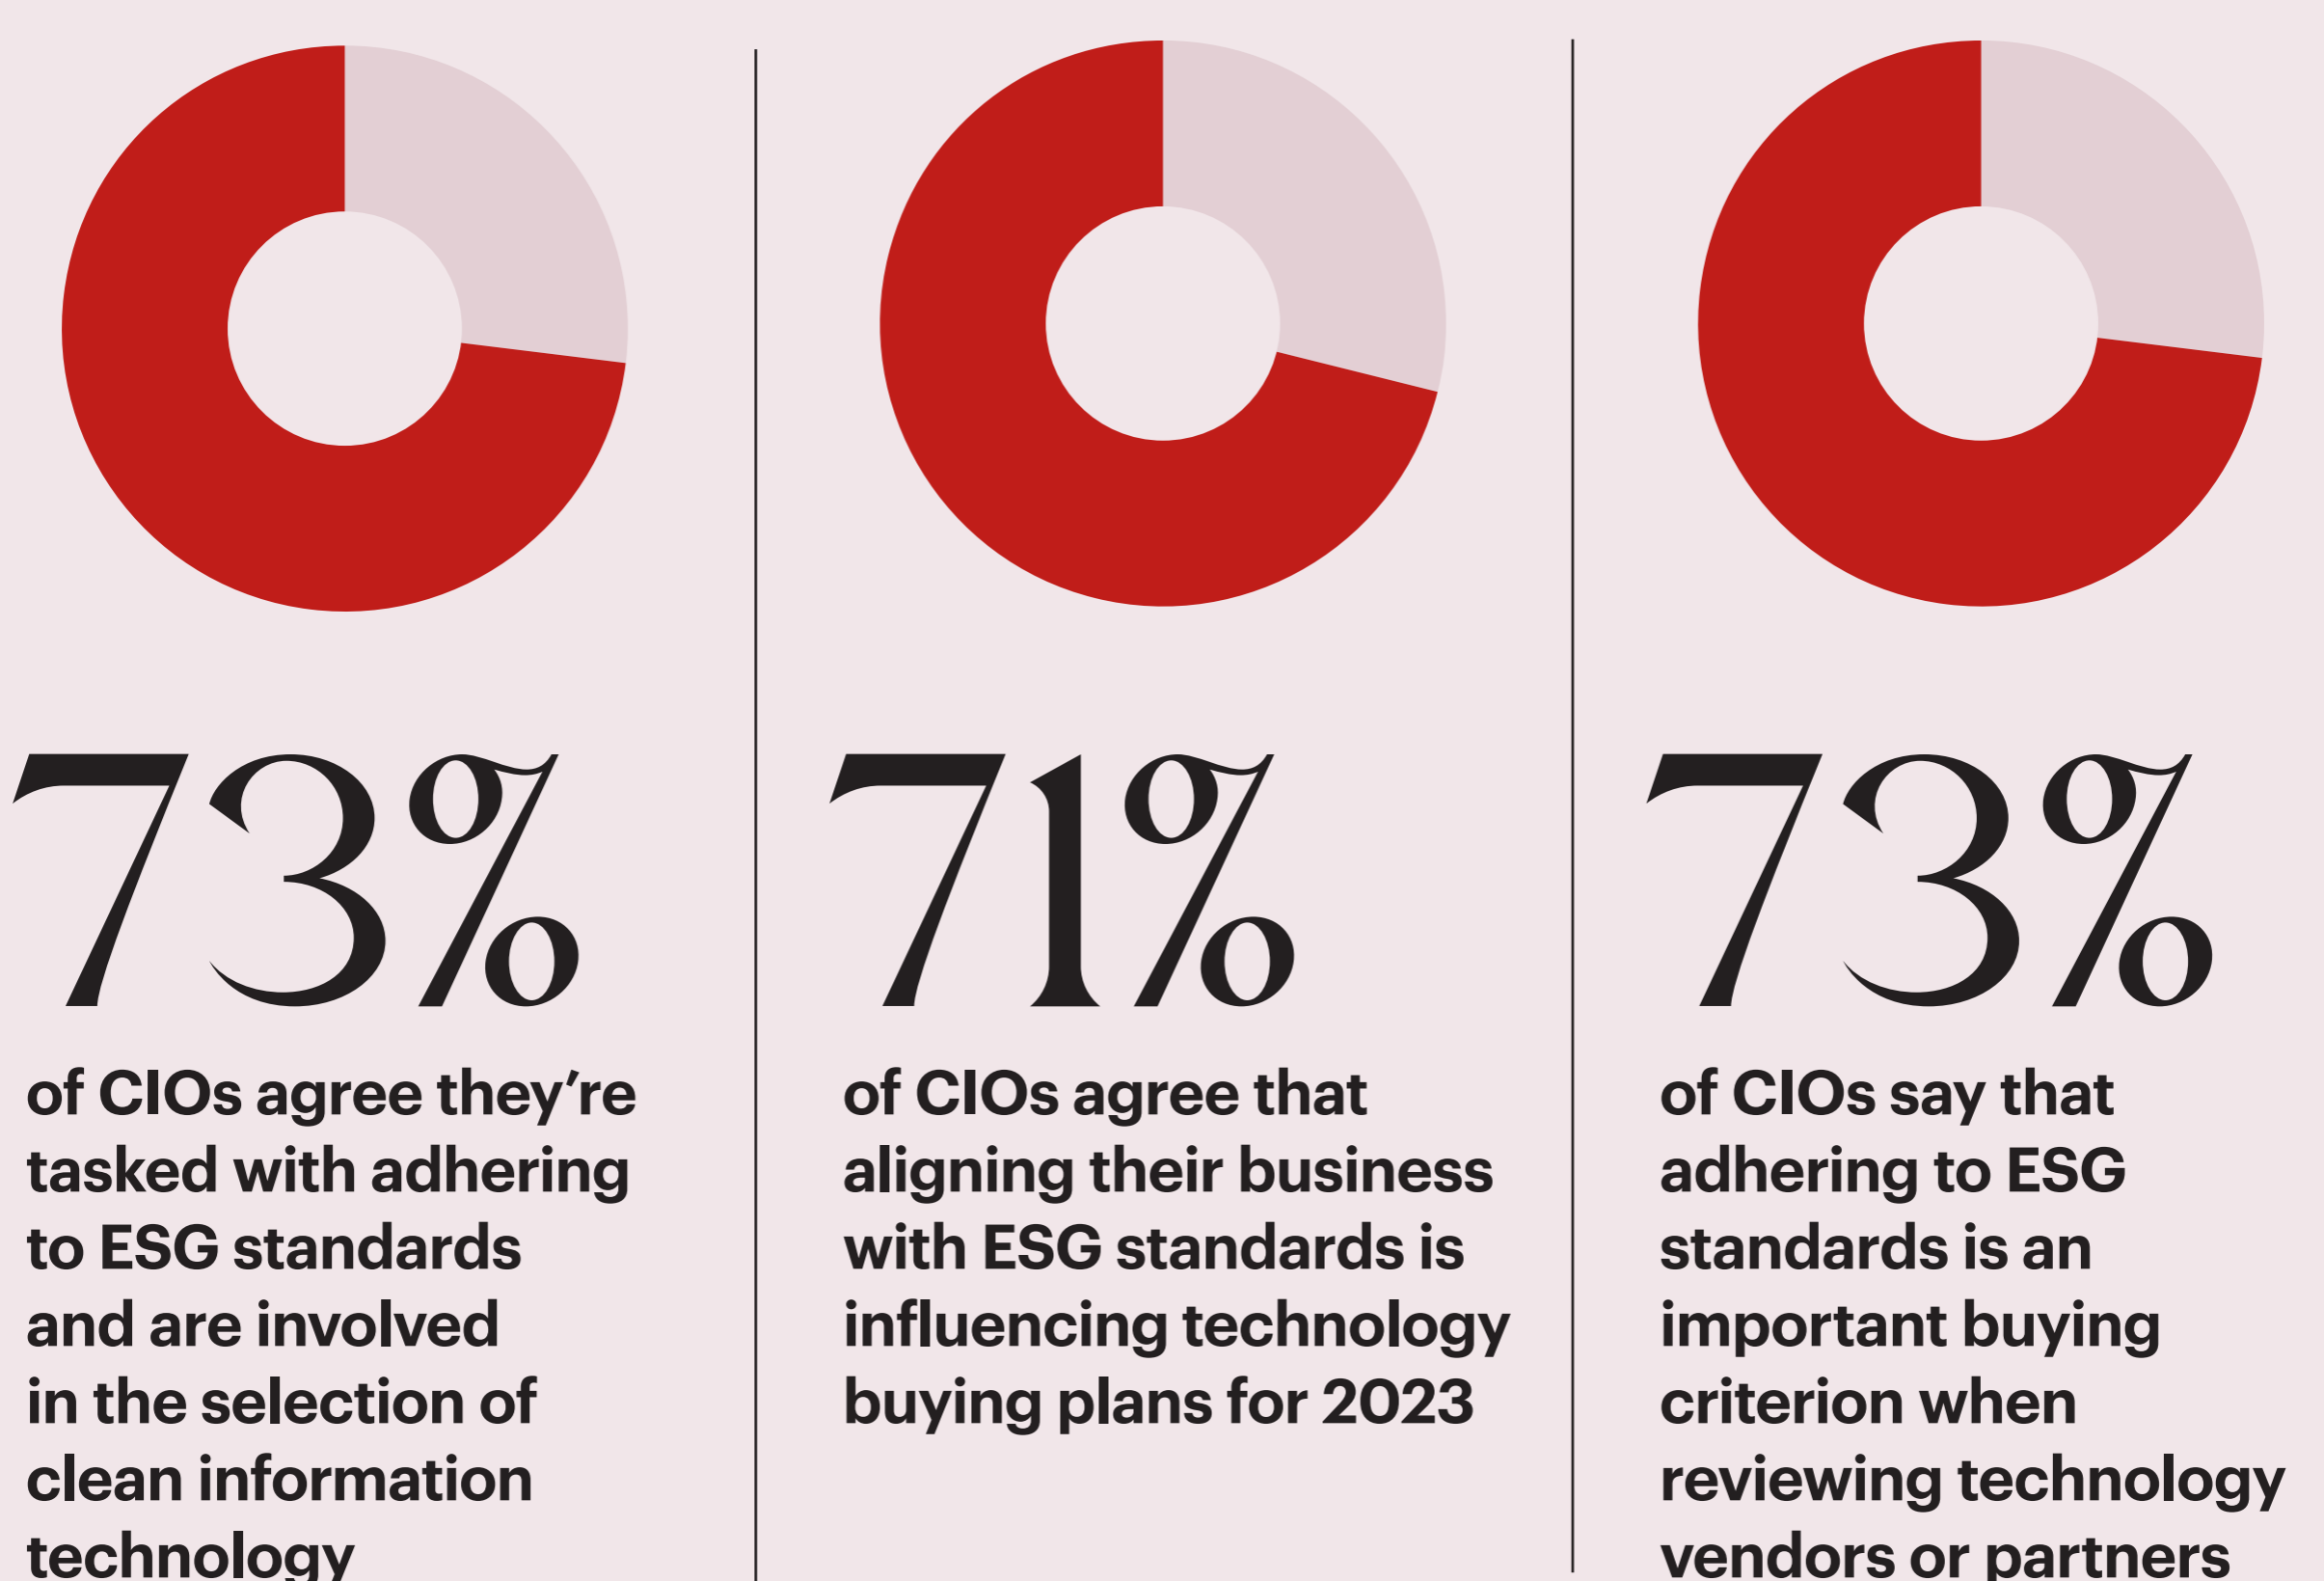 73%
of CIOs agree they’re
tasked with adhering
to ESG standards
and are involved
in the selection of
clean information
technology
71%
of CIOs agree that
aligning their business
with ESG standards is
influencing technology
buying plans for 2023
73%
of CIOs say that
adhering to ESG
standards is an
important buying
criterion when
reviewing technology
vendors or partners